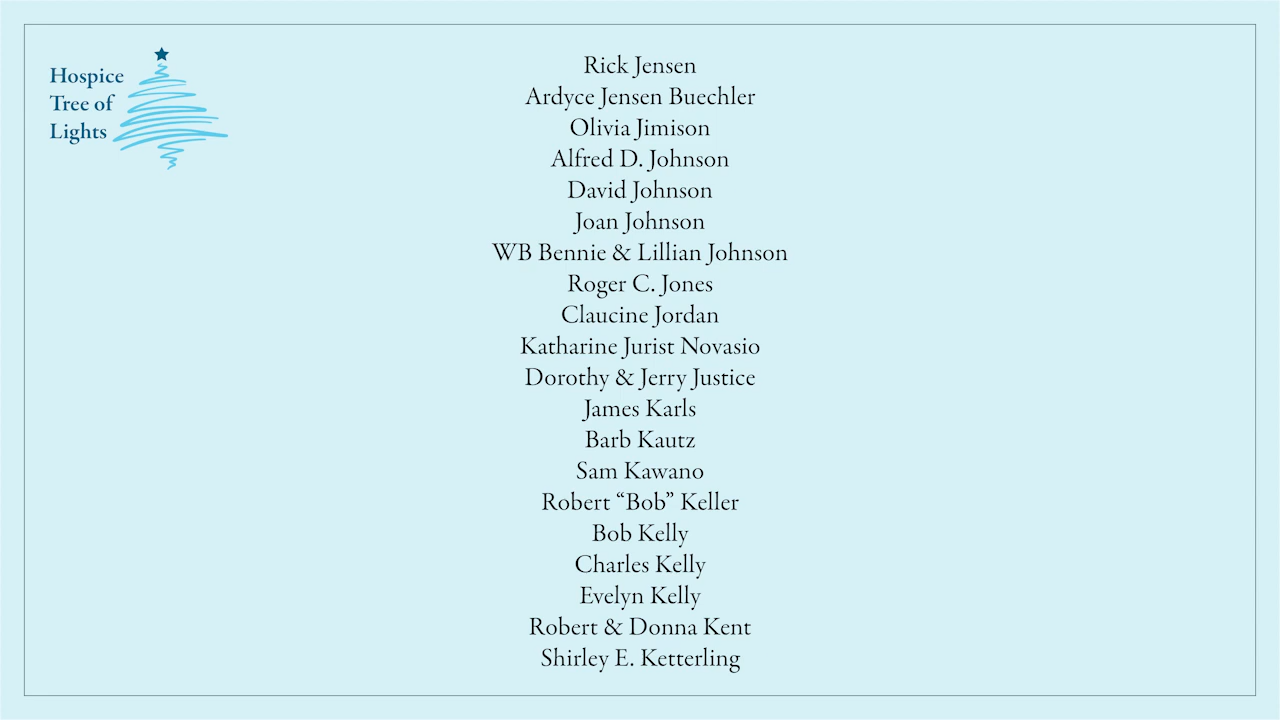 Hospice
Tree of
Lights
Rick Jensen
Ardyce Jensen Buechler
Olivia Jimison
Alfred D. Johnson
David Johnson
Joan Johnson
WB Bennie & Lillian Johnson
Roger C. Jones
Claucine Jordan
Katharine Jurist Novasio
Dorothy & Jerry Justice
James Karls
Barb Kautz
Sam Kawano
Robert “Bob” Keller
Bob Kelly
Charles Kelly
Evelyn Kelly
Robert & Donna Kent
Shirley E. Ketterling